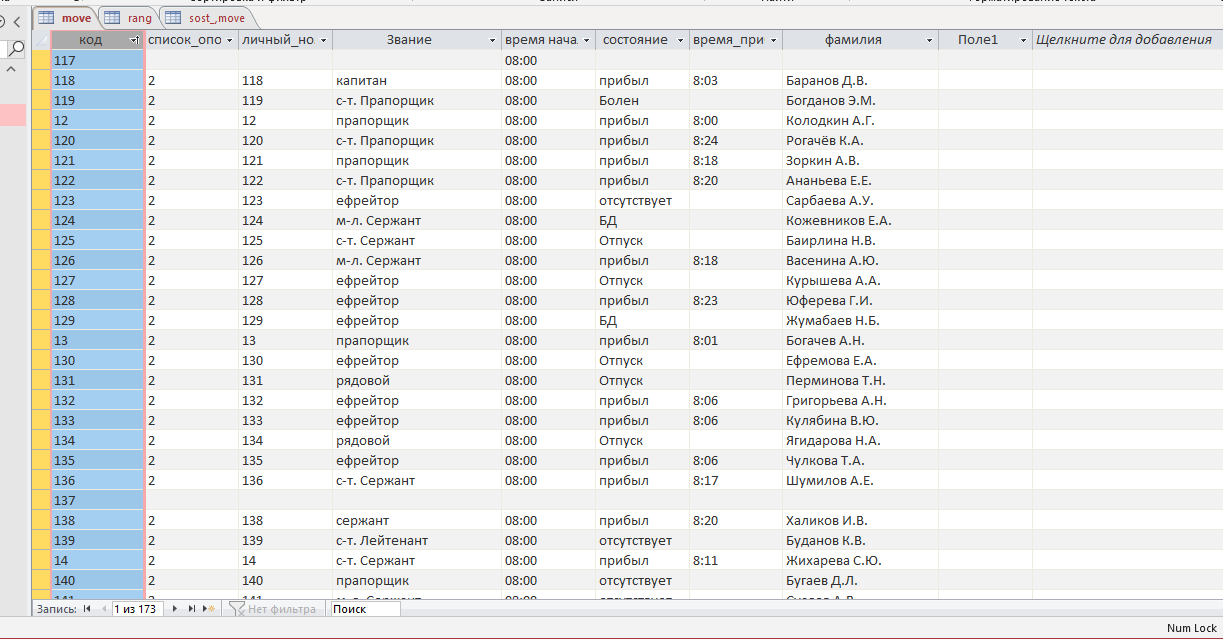 move rang sost_,move
код список_опо личный_но. Звание время нача. состояние время_при фамилия Поле1 Щелкните для добавления
117 08:00
118 2 118 капитан 08:00 прибыл 8:03 Баранов Д.В.
119 2 119 с-т. Прапорщик 08:00 Болен Богданов Э.М.
12 2 12 прапорщик 08:00 прибыл 8:00 Колодкин А.Г.
120 2 120 с-т. Прапорщик 08:00 прибыл 8:24 Рогачёв К.А.
121 2 121 прапорщик 08:00 прибыл 8:18 Зоркин А.В.
122 2 122 с-т. Прапорщик 08:00 прибыл 8:20 Ананьева Е.Е.
123 2 123 ефрейтор 08:00 отсутствует Сарбаева А.У.
124 2 124 м-л. Сержант 08:00 БД Кожевников Е.А.
125 2 125 с-т. Сержант 08:00 Отпуск Баирлина Н.В.
126 2 126 м-л. Сержант 08:00 прибыл 8:18 Васенина А.Ю.
127 2 127 ефрейтор 08:00 Отпуск Курышева А.А.
128 2 128 ефрейтор 08:00 прибыл 8:23 Юферева Г.И.
129 2 129 ефрейтор 08:00 БД Жумабаев Н.Б.
13 2 13 прапорщик 08:00 прибыл 8:01 Богачев А.Н.
130 2 130 ефрейтор 08:00 Отпуск Ефремова Е.А.
131 2 131 рядовой 08:00 Отпуск Перминова Т.Н.
132 2 132 ефрейтор 08:00 прибыл 8:06 Григорьева А.Н.
133 2 133 ефрейтор 08:00 прибыл 8:06 Кулябина В.Ю.
134 2 134 рядовой 08:00 Отпуск Ягидарова Н.А.
135 2 135 ефрейтор 08:00 прибыл 8:06 Чулкова Т.А.
136 2 136 с-т. Сержант 08:00 прибыл 8:17 Шумилов А.Е.
137
138 2 138 сержант 08:00 прибыл 8:20 Халиков И.В.
139 2 139 с-т. Лейтенант 08:00 отсутствует Буданов К.В.
14 2 14 с-т. Сержант 08:00 прибыл 8:11 Жихарева С.Ю.
140 2 140 прапорщик 08:00 отсутствует Бугаев Д.Л.
Запись: 1 из 173 Нет фильтра Поиск
Num Lock